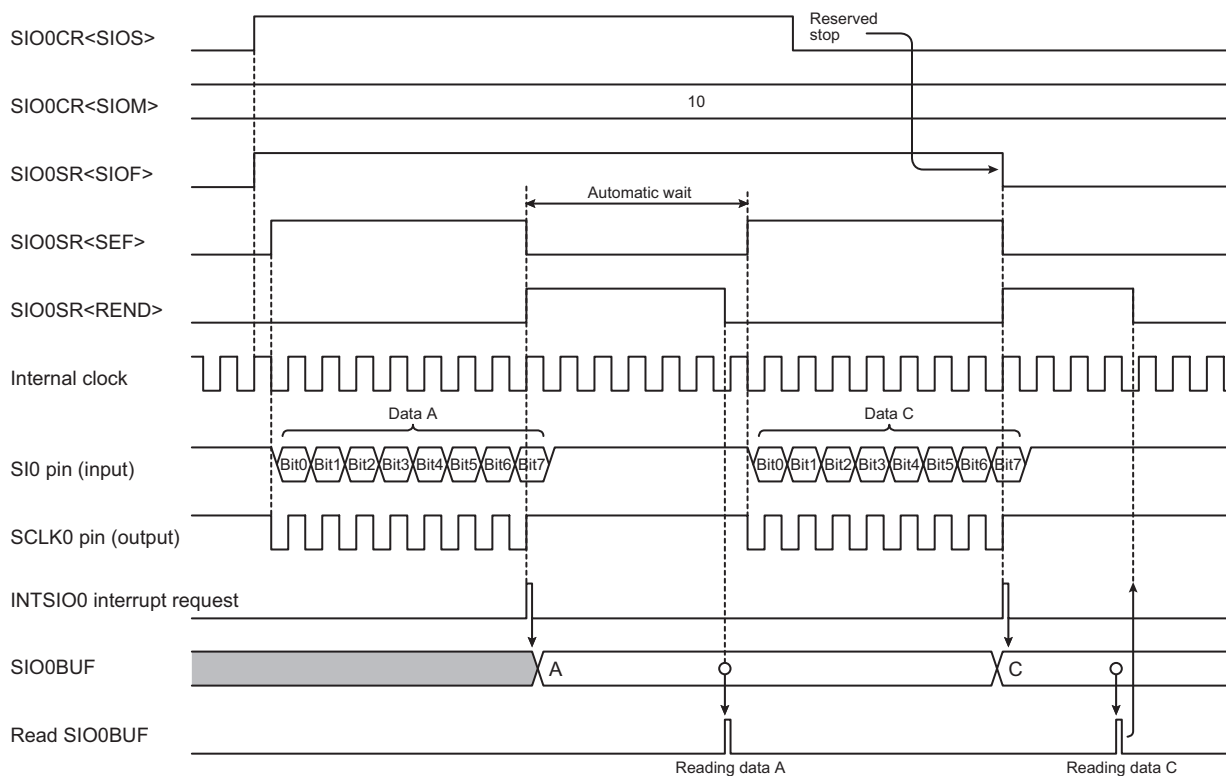 Reserved
stop
SIO0CR<SIOS>
SIO0CR<SIOM>
10
SIO0SR<SIOF>
Automatic wait
SIO0SR<SEF>
SIO0SR<REND>
Internal clock
Data A
Data C
SI0 pin (input)
Bit0 Bit1 Bit2 Bit3 Bit4 Bit5 Bit6 Bit7
Bit0 Bit1 Bit2 Bit3 Bit4 Bit5 Bit6 Bit7
SCLK0 pin (output)
INTSIO0 interrupt request
SIO0BUF
A
C
Read SIO0BUF
Reading data A
Reading data C